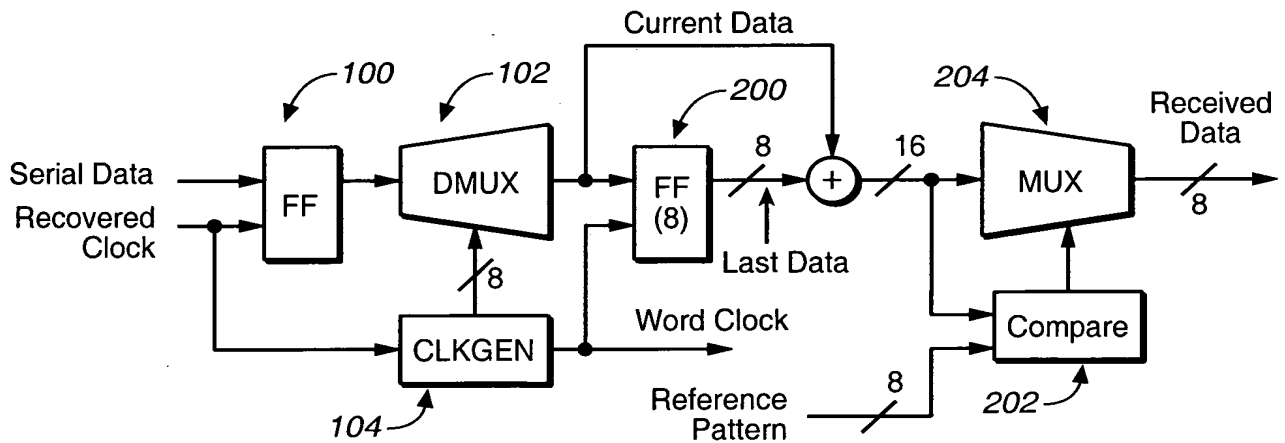 Current Data
100
102
200
204
Received
Data
8
16
Serial Data
FF
DMUX
FF
(8)
+
MUX
8
Recovered
Clock
Last Data
8
Word Clock
CLKGEN
Compare
8
Reference
Pattern
104
202